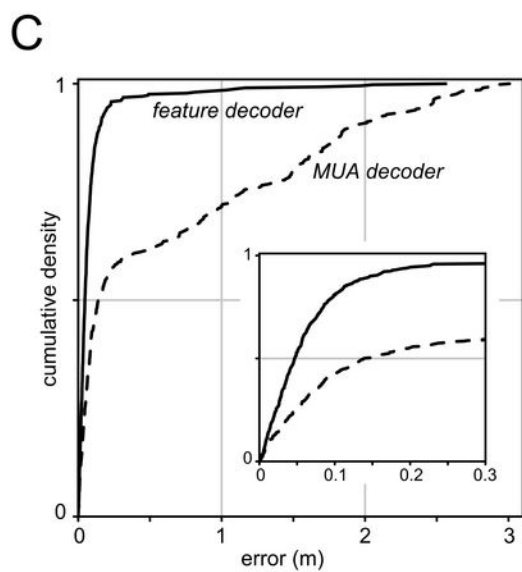 C
1
feature decoder
MUA decoder
cumulative density
1
0
0
0.1
0.2
0.3
0
0
1
2
3
error (m)